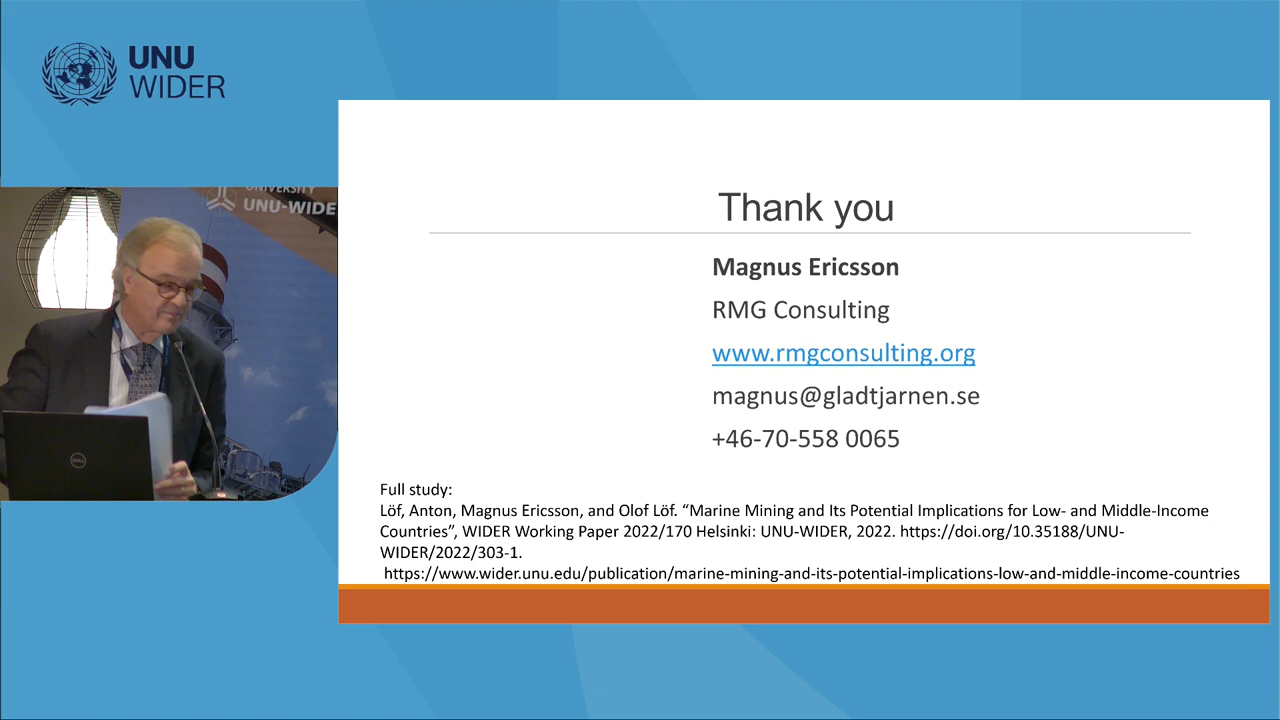 UNU
WIDER
UNIVERSITY
UNU-WIDE
DELL
Thank you
Magnus Ericsson
RMG Consulting
www.rmgconsulting.org
magnus@gladtjarnen.se
+46-70-558 0065
Full study:
Löf, Anton, Magnus Ericsson, and Olof Löf. “Marine Mining and Its Potential Implications for Low- and Middle-Income
Countries”, WIDER Working Paper 2022/170 Helsinki: UNU-WIDER, 2022. https://doi.org/10.35188/UNU-
WIDER/2022/303-1.
https://www.wider.unu.edu/publication/marine-mining-and-its-potential-implications-low-and-middle-income-countries